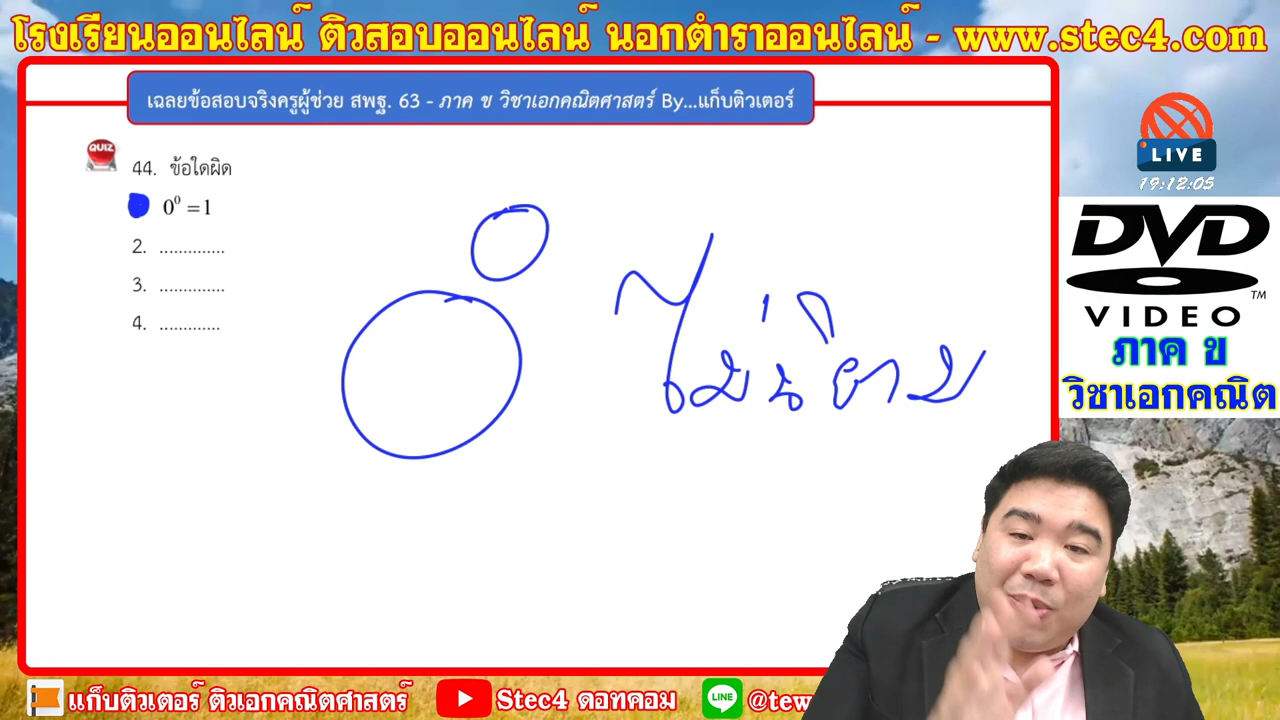 โรงเรียนออนไลน์ ติวสอบออนไลน์ นอกตำราออนไลน์ - www.stec4.com
เฉลยข้อสอบจริงครูผู้ช่วย สพฐ. 63 - ภาค ข วิชาเอกคณิตศาสตร์ By...แก็บติวเตอร์
QUIZ
44. ข้อใดผิด
0⁰ = 1
2. ..............
3. ..............
4. .............
0⁰ ไม่นิยาม
LIVE
19:12:05
DVD
VIDEO TM
ภาค ข
วิชาเอกคณิต
แก็บติวเตอร์ ติวเอกคณิตศาสตร์
Stec4 ดอทคอม
LINE @tew